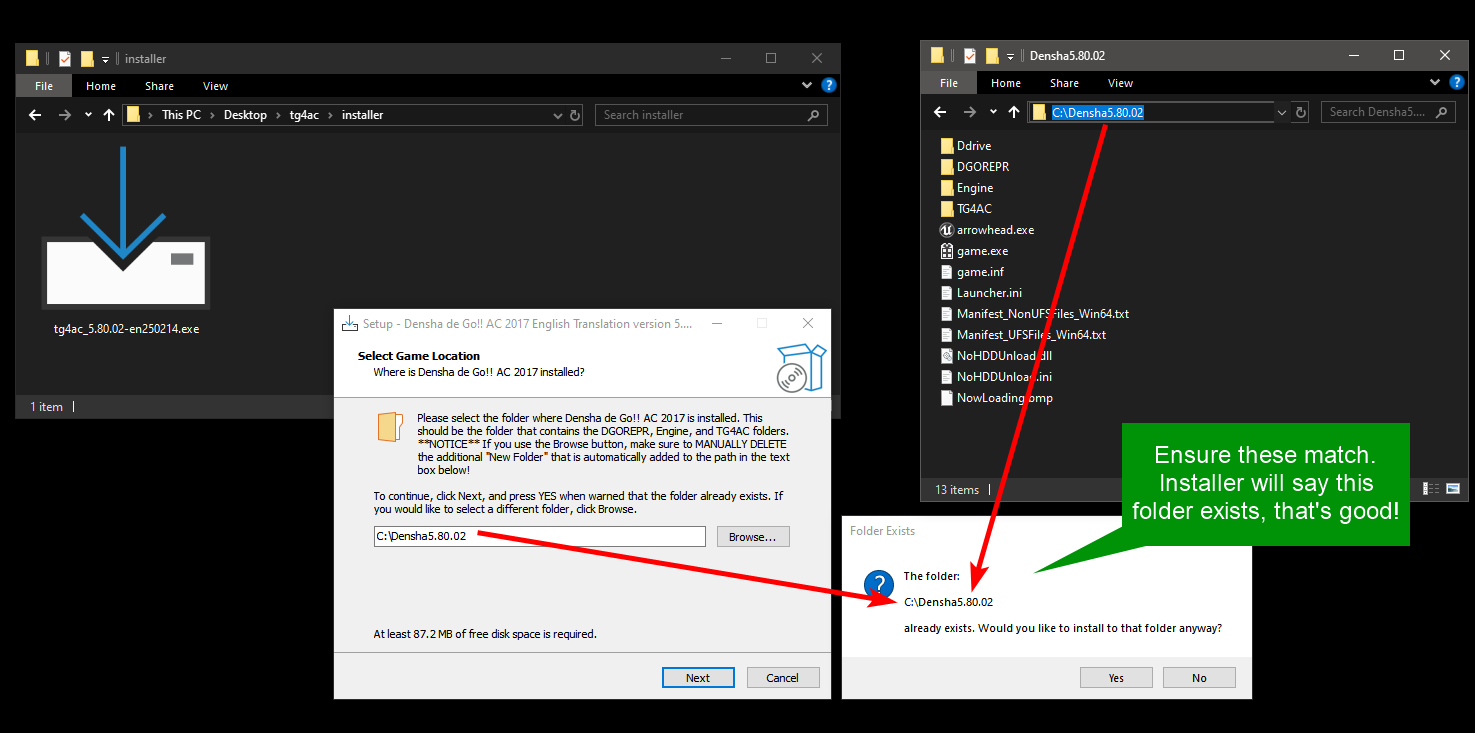 installer
File Home Share View
This PC Desktop tg4ac installer
Search installer
tg4ac_5.80.02-en250214.exe
1 item
Densha5.80.02
File Home Share View
C:\Densha5.80.02
Search Densha5....
Ddrive
DGOREPR
Engine
TG4AC
arrowhead.exe
game.exe
game.inf
Launcher.ini
Manifest_NonUFSFiles_Win64.txt
Manifest_UFSFiles_Win64.txt
NoHDDUnload.dll
NoHDDUnload.ini
NowLoading.bmp
13 items
Setup - Densha de Go!! AC 2017 English Translation version 5....
Select Game Location
Where is Densha de Go!! AC 2017 installed?
Please select the folder where Densha de Go!! AC 2017 is installed. This
should be the folder that contains the DGOREPR, Engine, and TG4AC folders.
**NOTICE** If you use the Browse button, make sure to MANUALLY DELETE
the additional "New Folder" that is automatically added to the path in the text
box below!
To continue, click Next, and press YES when warned that the folder already exists. If
you would like to select a different folder, click Browse.
C:\Densha5.80.02
Browse...
At least 87.2 MB of free disk space is required.
Next Cancel
Ensure these match.
Installer will say this
folder exists, that's good!
Folder Exists
The folder:
C:\Densha5.80.02
already exists. Would you like to install to that folder anyway?
Yes No